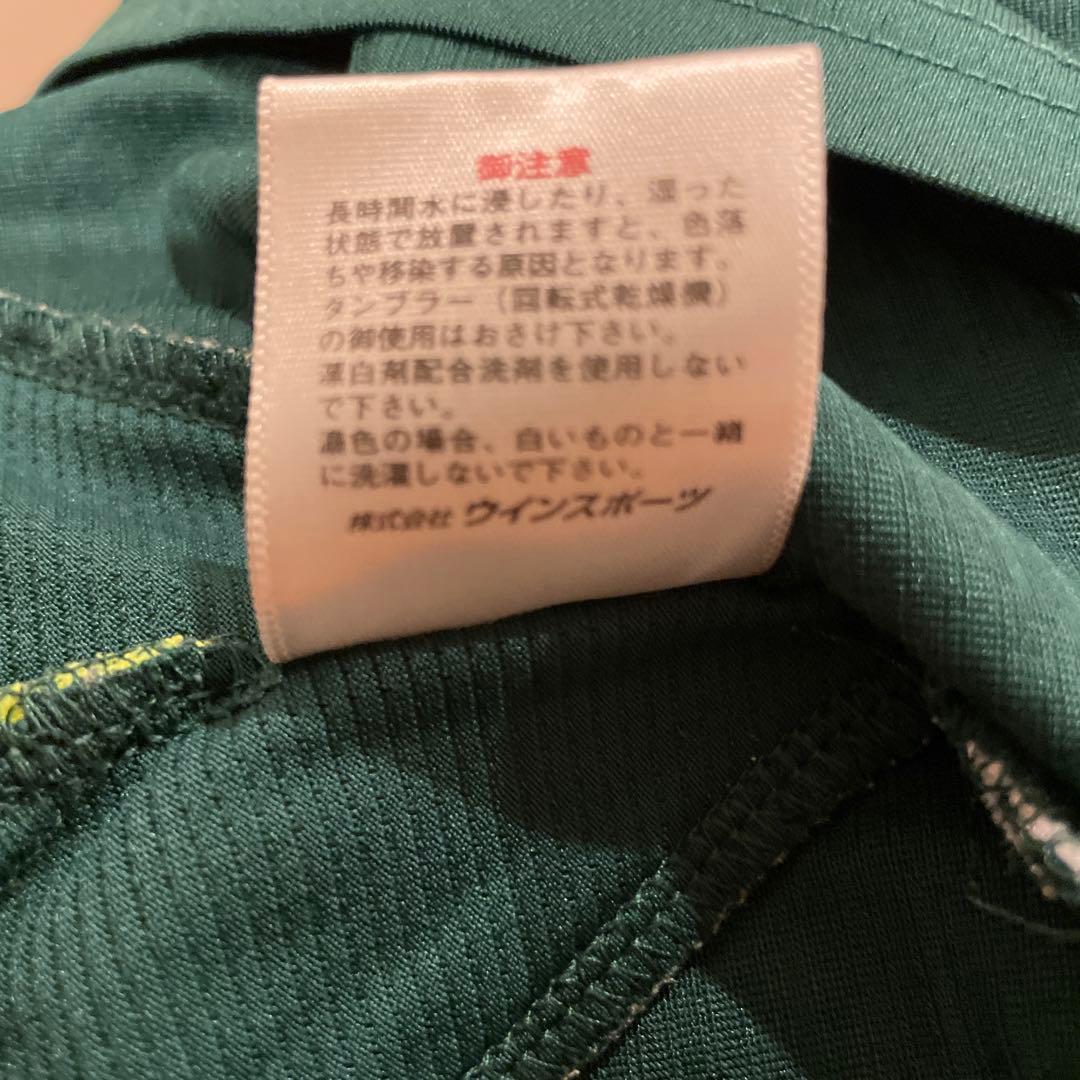 御注意
長時間水に浸したり、湿った
状態で放置されますと、色落
ちや移染する原因となります。
タンブラー（回転式乾燥機）
の御使用はおさけ下さい。
漂白剤配合洗剤を使用しない
で下さい。
濃色の場合、白いものと一緒
に洗濯しないで下さい。
株式会社 ウインスポーツ